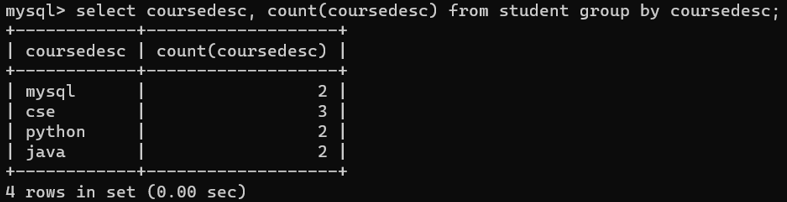 mysql> select coursedesc, count(coursedesc) from student group by coursedesc;
+------------+-------------------+
| coursedesc | count(coursedesc) |
+------------+-------------------+
| mysql      |                 2 |
| cse        |                 3 |
| python     |                 2 |
| java       |                 2 |
+------------+-------------------+
4 rows in set (0.00 sec)